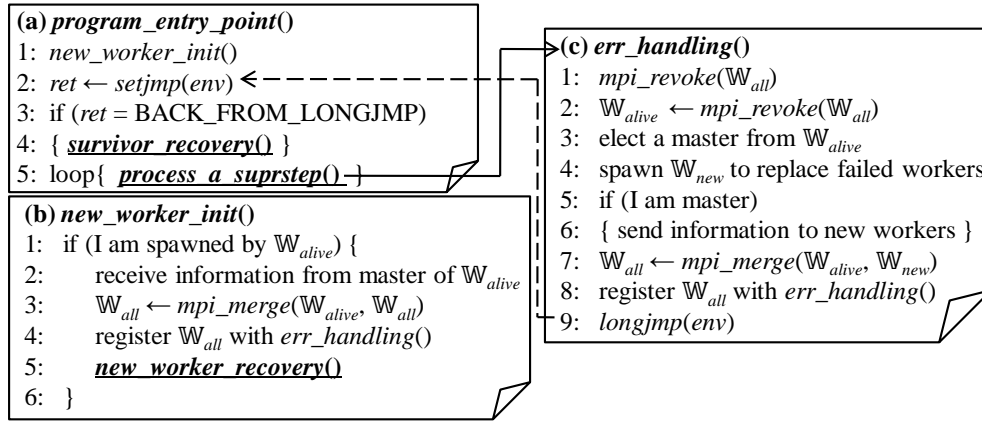 (a) program_entry_point()
1: new_worker_init()
2: ret ← setjmp(env)
3: if (ret = BACK_FROM_LONGJMP)
4: { survivor_recovery() }
5: loop{ process_a_suprstep() }
(b) new_worker_init()
1: if (I am spawned by 𝕎alive) {
2: receive information from master of 𝕎alive
3: 𝕎all ← mpi_merge(𝕎alive, 𝕎all)
4: register 𝕎all with err_handling()
5: new_worker_recovery()
6: }
(c) err_handling()
1: mpi_revoke(𝕎all)
2: 𝕎alive ← mpi_revoke(𝕎all)
3: elect a master from 𝕎alive
4: spawn 𝕎new to replace failed workers
5: if (I am master)
6: { send information to new workers }
7: 𝕎all ← mpi_merge(𝕎alive, 𝕎new)
8: register 𝕎all with err_handling()
9: longjmp(env)